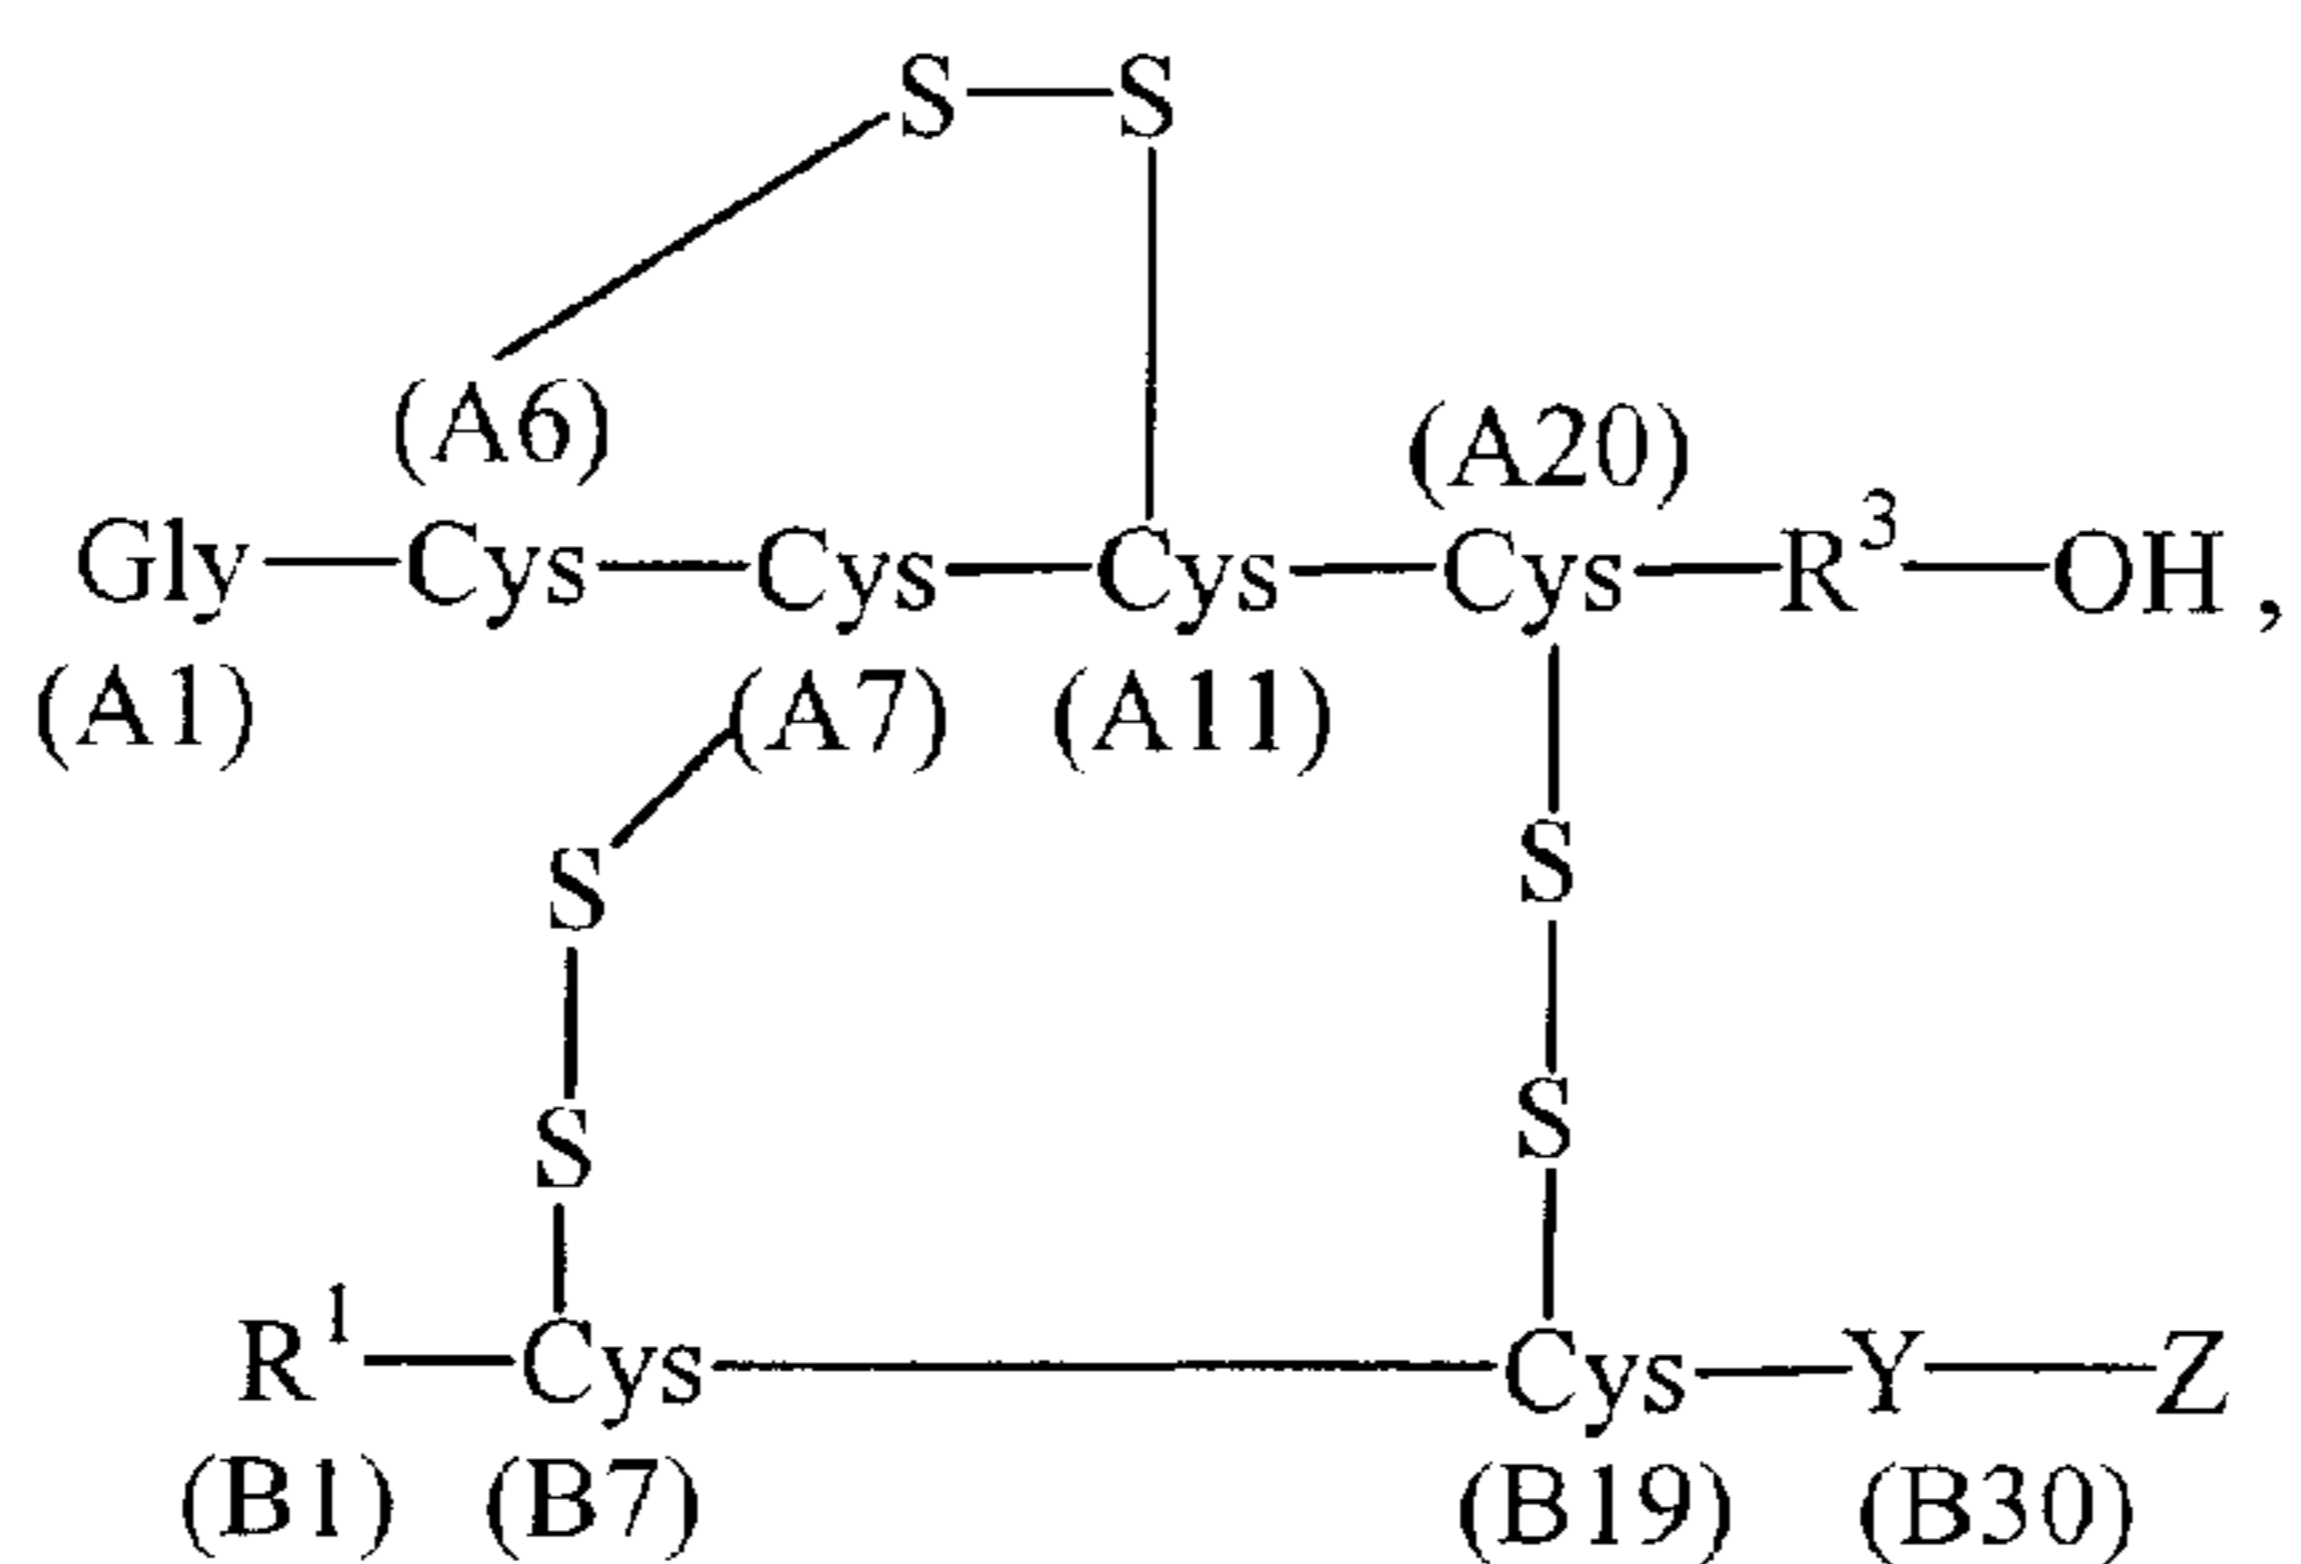 S S
(A6) (A20)
Gly Cys Cys Cys Cys R³ OH,
(A1) (A7) (A11)
S S
S S
R¹ Cys Cys Y Z
(B1) (B7) (B19) (B30)